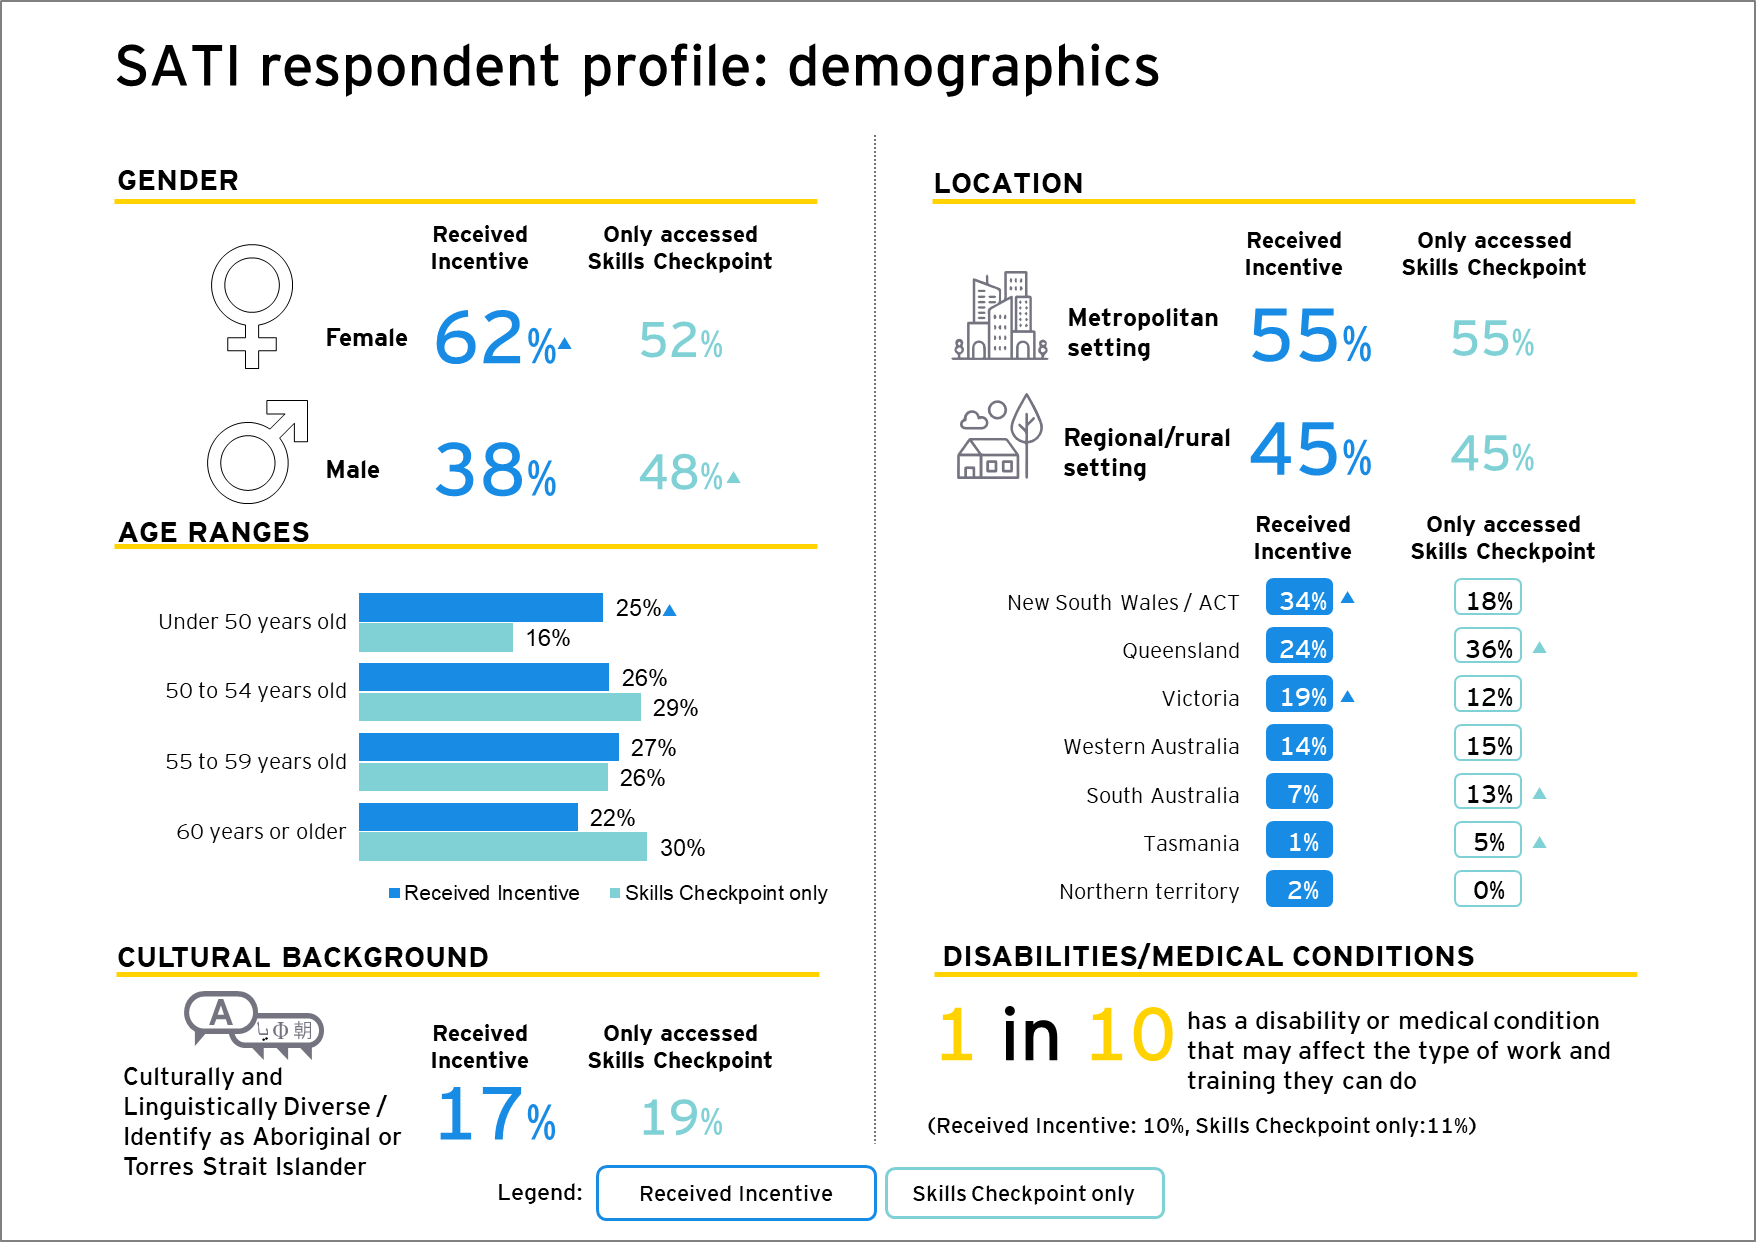 SATI respondent profile: demographics
GENDER
Received
Incentive
Only accessed
Skills Checkpoint
Female
62%
52%
Male
38%
48%
AGE RANGES
Under 50 years old
25%
16%
50 to 54 years old
26%
29%
55 to 59 years old
27%
26%
60 years or older
22%
30%
Received Incentive
Skills Checkpoint only
CULTURAL BACKGROUND
A
Φ 朝
Received
Incentive
Only accessed
Skills Checkpoint
Culturally and
Linguistically Diverse /
Identify as Aboriginal or
Torres Strait Islander
17%
19%
LOCATION
Received
Incentive
Only accessed
Skills Checkpoint
Metropolitan
setting
55%
55%
Regional/rural
setting
45%
45%
Received
Incentive
Only accessed
Skills Checkpoint
New South Wales / ACT
34%
18%
Queensland
24%
36%
Victoria
19%
12%
Western Australia
14%
15%
South Australia
7%
13%
Tasmania
1%
5%
Northern territory
2%
0%
DISABILITIES/MEDICAL CONDITIONS
1 in 10
has a disability or medical condition
that may affect the type of work and
training they can do
(Received Incentive: 10%, Skills Checkpoint only:11%)
Legend:
Received Incentive
Skills Checkpoint only